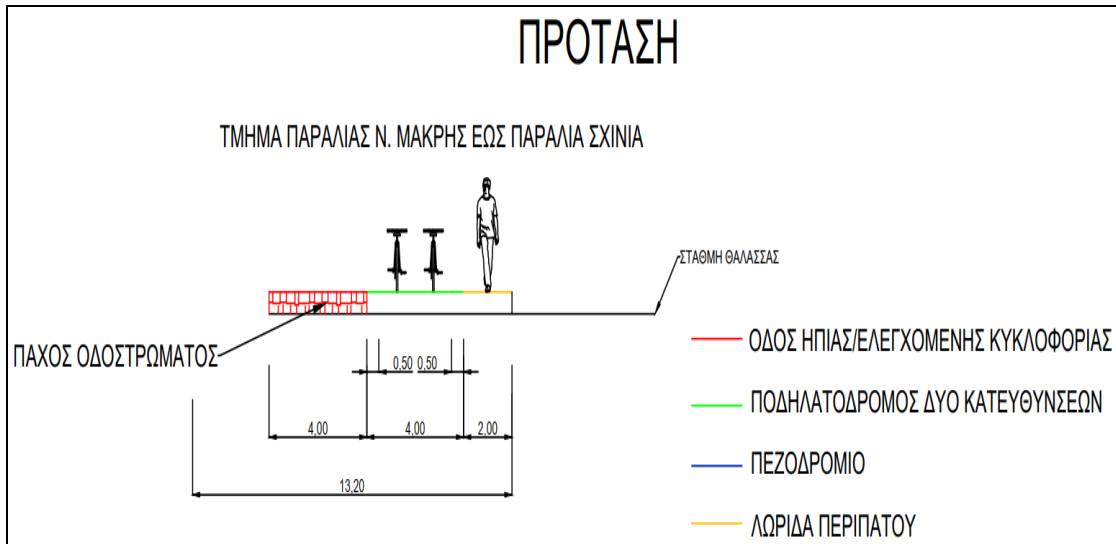 ΠΡΟΤΑΣΗ
ΤΜΗΜΑ ΠΑΡΑΛΙΑΣ Ν. ΜΑΚΡΗΣ ΕΩΣ ΠΑΡΑΛΙΑ ΣΧΙΝΙΑ
ΣΤΑΘΜΗ ΘΑΛΑΣΣΑΣ
ΠΑΧΟΣ ΟΔΟΣΤΡΩΜΑΤΟΣ
0,50 0,50
4,00 4,00 2,00
13,20
ΟΔΟΣ ΗΠΙΑΣ/ΕΛΕΓΧΟΜΕΝΗΣ ΚΥΚΛΟΦΟΡΙΑΣ
ΠΟΔΗΛΑΤΟΔΡΟΜΟΣ ΔΥΟ ΚΑΤΕΥΘΥΝΣΕΩΝ
ΠΕΖΟΔΡΟΜΙΟ
ΛΩΡΙΔΑ ΠΕΡΙΠΑΤΟΥ